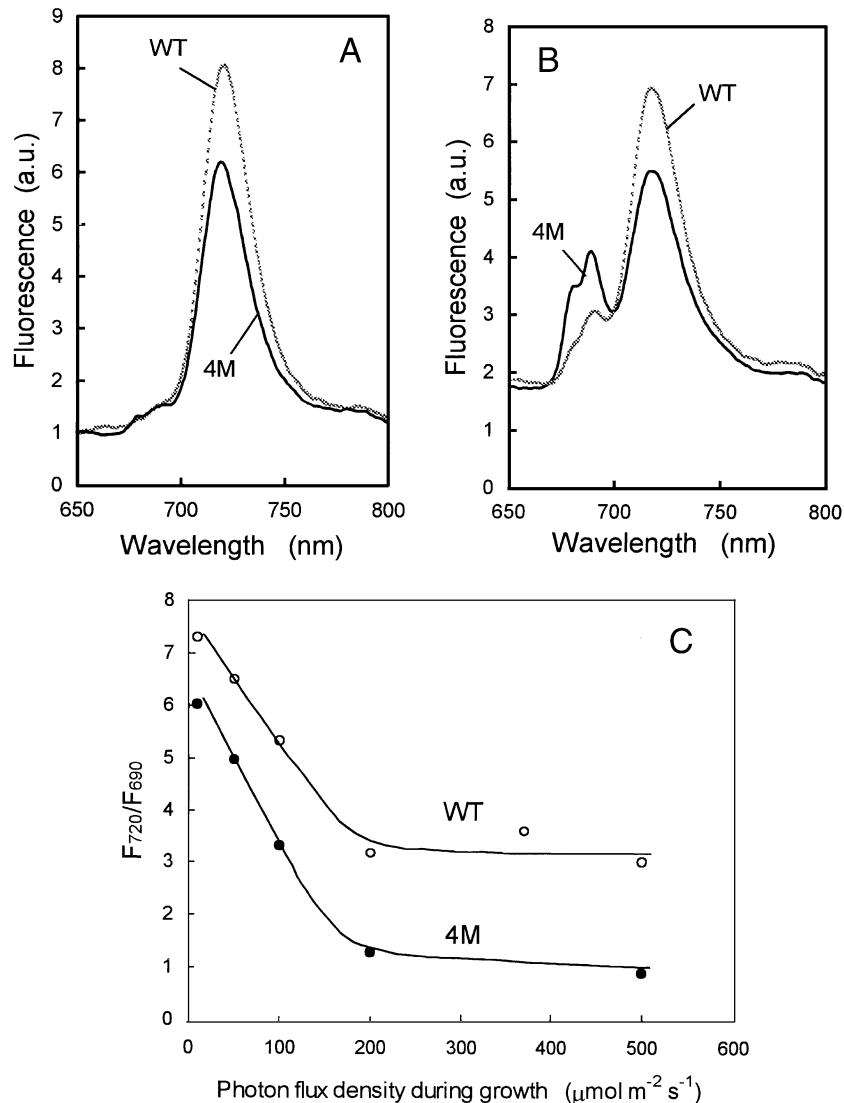 A
WT
4M
Fluorescence (a.u.)
9
8
7
6
5
4
3
2
1
0
650 700 750 800
Wavelength (nm)
B
WT
4M
Fluorescence (a.u.)
8
7
6
5
4
3
2
1
0
650 700 750 800
Wavelength (nm)
C
WT
4M
F720/F690
8
7
6
5
4
3
2
1
0
0 100 200 300 400 500 600
Photon flux density during growth (μmol m⁻² s⁻¹)